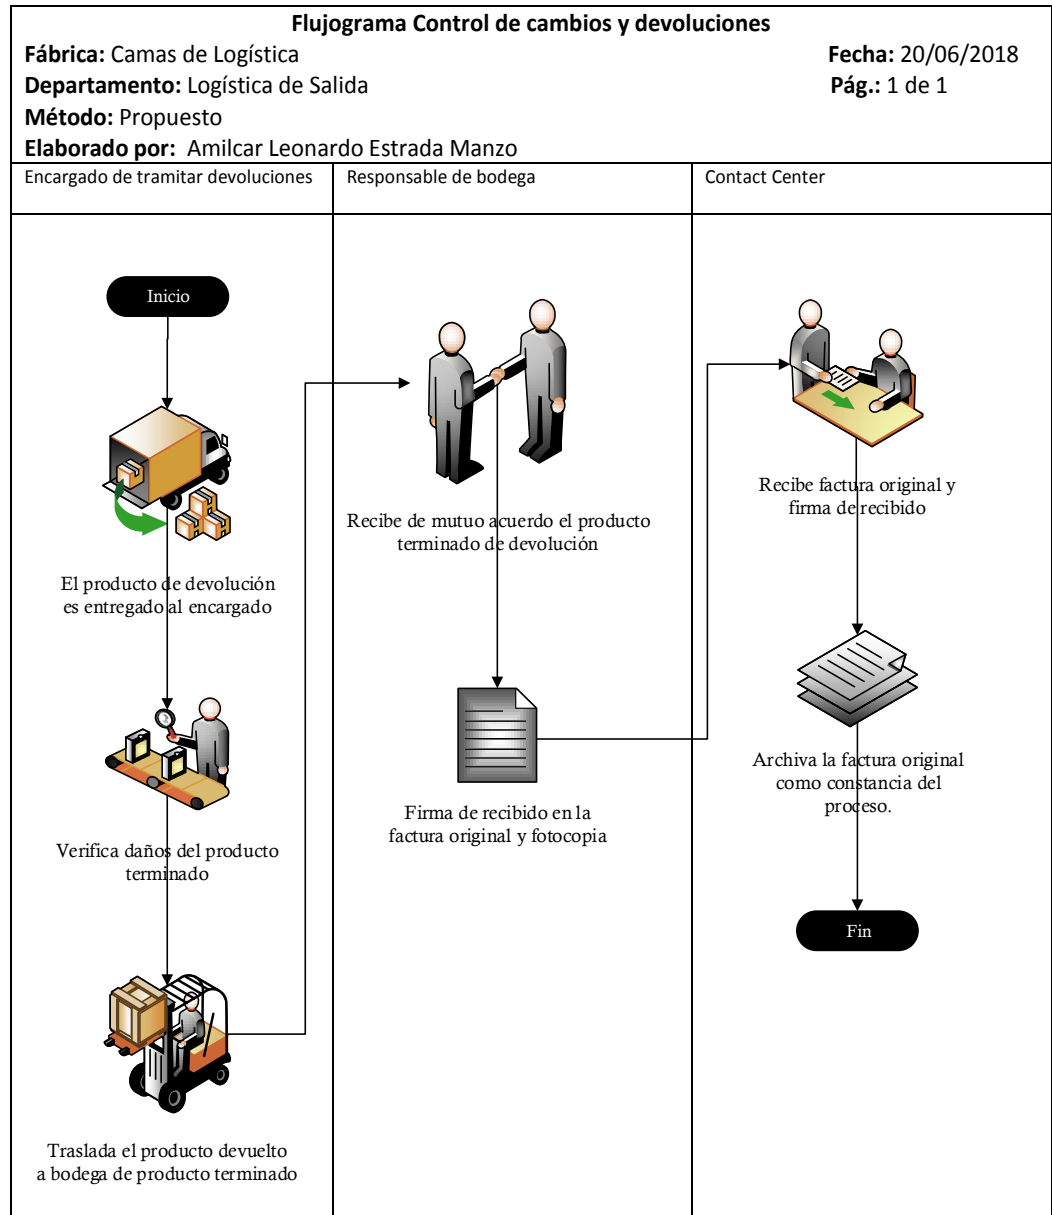 Flujograma Control de cambios y devoluciones
Fábrica: Camas de Logística Fecha: 20/06/2018
Departamento: Logística de Salida Pág.: 1 de 1
Método: Propuesto
Elaborado por: Amilcar Leonardo Estrada Manzo
Encargado de tramitar devoluciones
Inicio
El producto de devolución
es entregado al encargado
Verifica daños del producto
terminado
Traslada el producto devuelto
a bodega de producto terminado
Responsable de bodega
Recibe de mutuo acuerdo el producto
terminado de devolución
Firma de recibido en la
factura original y fotocopia
Contact Center
Recibe factura original y
firma de recibido
Archiva la factura original
como constancia del
proceso.
Fin